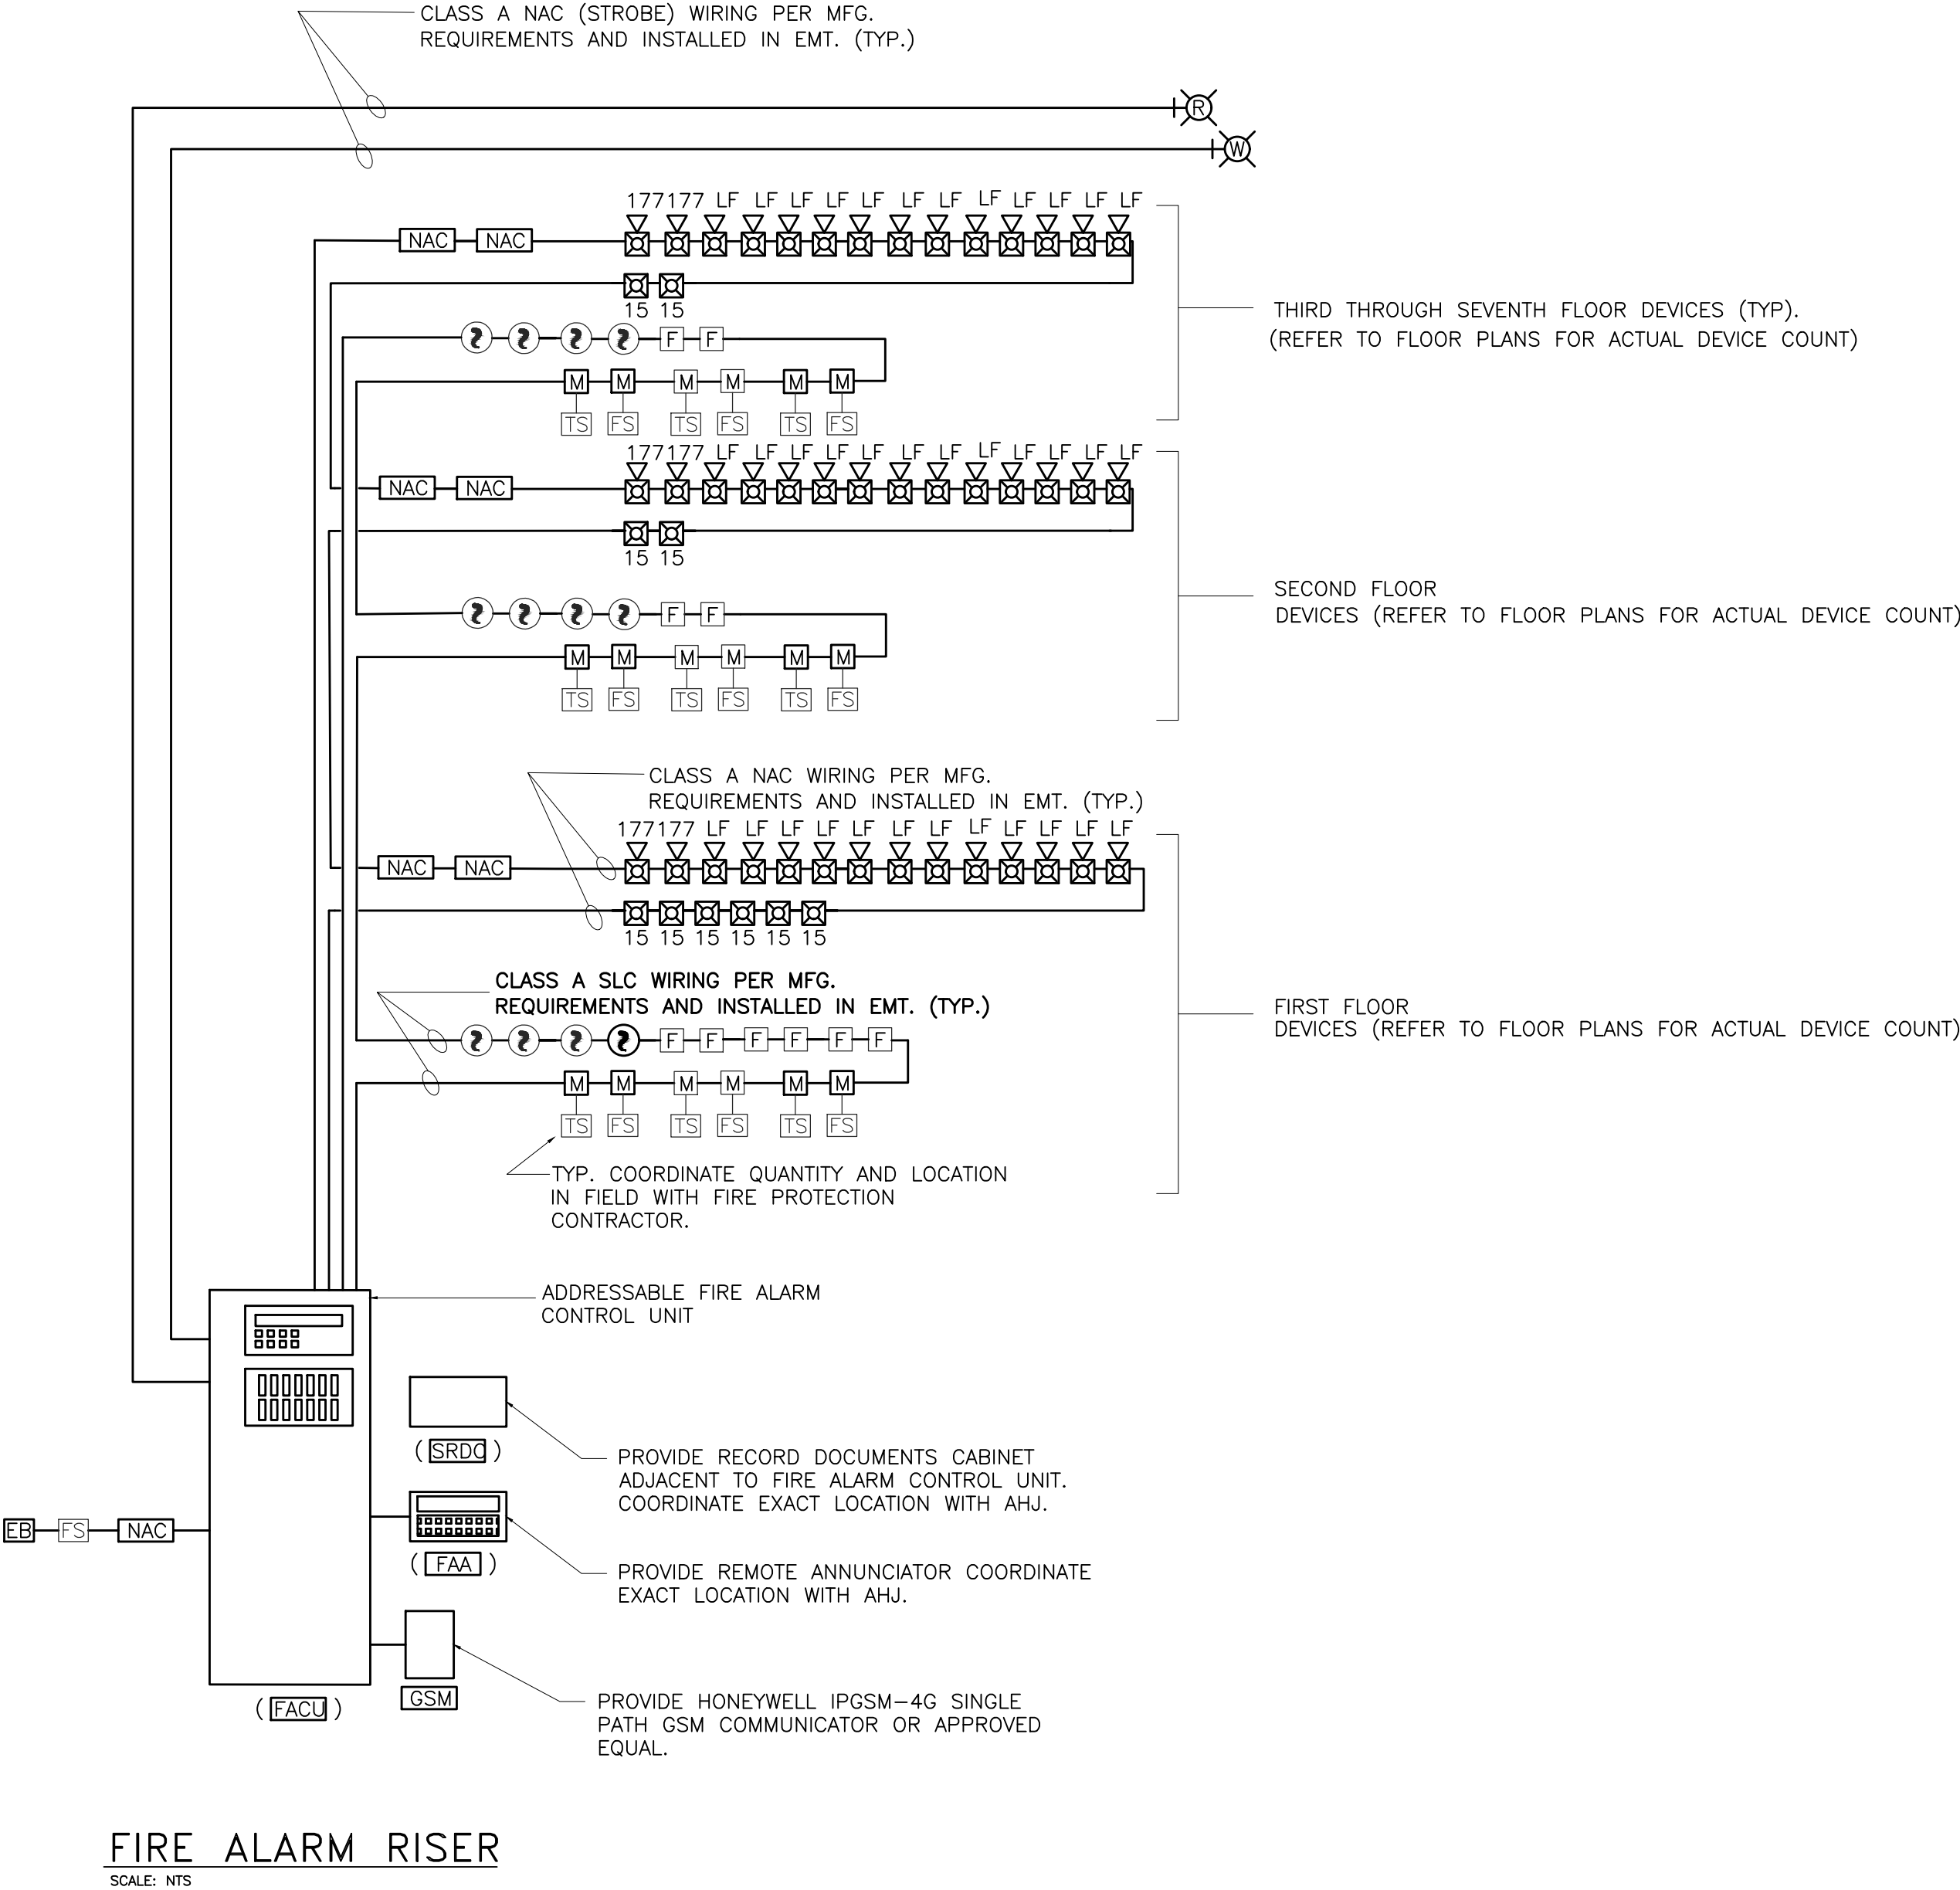 CLASS A NAC (STROBE) WIRING PER MFG.
REQUIREMENTS AND INSTALLED IN EMT. (TYP.)
R
W
177 177 LF LF LF LF LF LF LF LF LF LF LF LF
NAC NAC
15 15
F F
THIRD THROUGH SEVENTH FLOOR DEVICES (TYP).
(REFER TO FLOOR PLANS FOR ACTUAL DEVICE COUNT)
M M M M M M
TS FS TS FS TS FS
177 177 LF LF LF LF LF LF LF LF LF LF LF LF
NAC NAC
15 15
SECOND FLOOR
DEVICES (REFER TO FLOOR PLANS FOR ACTUAL DEVICE COUNT)
F F
M M M M M M
TS FS TS FS TS FS
CLASS A NAC WIRING PER MFG.
REQUIREMENTS AND INSTALLED IN EMT. (TYP.)
177 177 LF LF LF LF LF LF LF LF LF LF LF LF
NAC NAC
15 15 15 15 15 15
CLASS A SLC WIRING PER MFG.
REQUIREMENTS AND INSTALLED IN EMT. (TYP.)
FIRST FLOOR
DEVICES (REFER TO FLOOR PLANS FOR ACTUAL DEVICE COUNT)
F F F F F F
M M M M M M
TS FS TS FS TS FS
TYP. COORDINATE QUANTITY AND LOCATION
IN FIELD WITH FIRE PROTECTION
CONTRACTOR.
ADDRESSABLE FIRE ALARM
CONTROL UNIT
(SRDC)
PROVIDE RECORD DOCUMENTS CABINET
ADJACENT TO FIRE ALARM CONTROL UNIT.
COORDINATE EXACT LOCATION WITH AHJ.
EB FS NAC
(FAA)
PROVIDE REMOTE ANNUNCIATOR COORDINATE
EXACT LOCATION WITH AHJ.
GSM
(FACU)
PROVIDE HONEYWELL IPGSM-4G SINGLE
PATH GSM COMMUNICATOR OR APPROVED
EQUAL.
FIRE ALARM RISER
SCALE: NTS